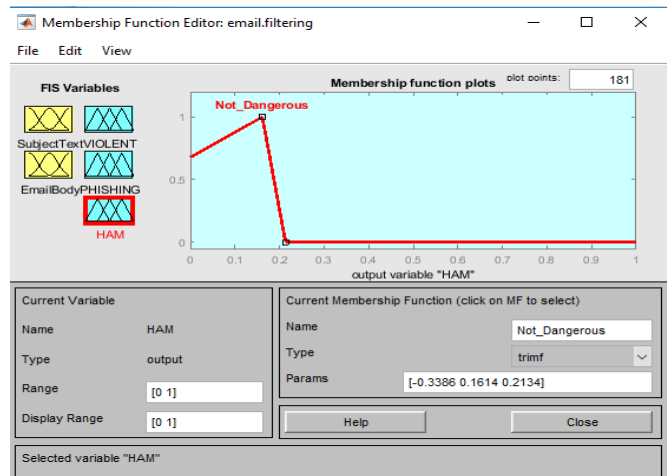 Membership Function Editor: email.filtering
File Edit View
FIS Variables
Membership function plots
plot points:
181
SubjectText
VIOLENT
EmailBody
PHISHING
HAM
Not_Dangerous
1
0.5
0
0 0.1 0.2 0.3 0.4 0.5 0.6 0.7 0.8 0.9 1
output variable "HAM"
Current Variable
Name HAM
Type output
Range [0 1]
Display Range [0 1]
Current Membership Function (click on MF to select)
Name Not_Dangerous
Type trimf
Params [-0.3386 0.1614 0.2134]
Help Close
Selected variable "HAM"